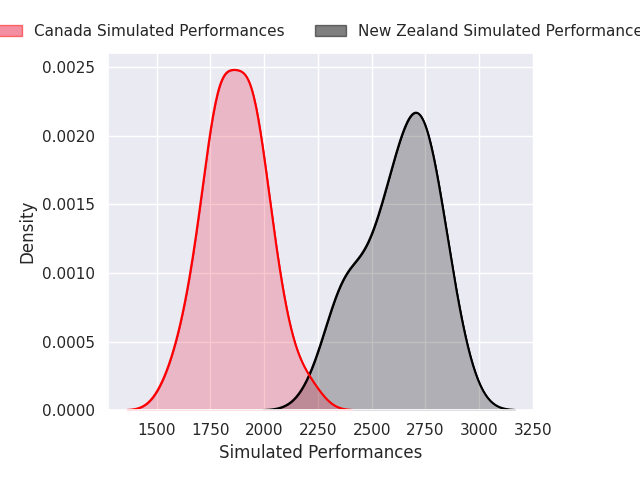 Canada Simulated Performances New Zealand Simulated Performance
0.0025
0.0020
0.0015
0.0010
0.0005
0.0000
Density
1500 1750 2000 2250 2500 2750 3000 3250
Simulated Performances